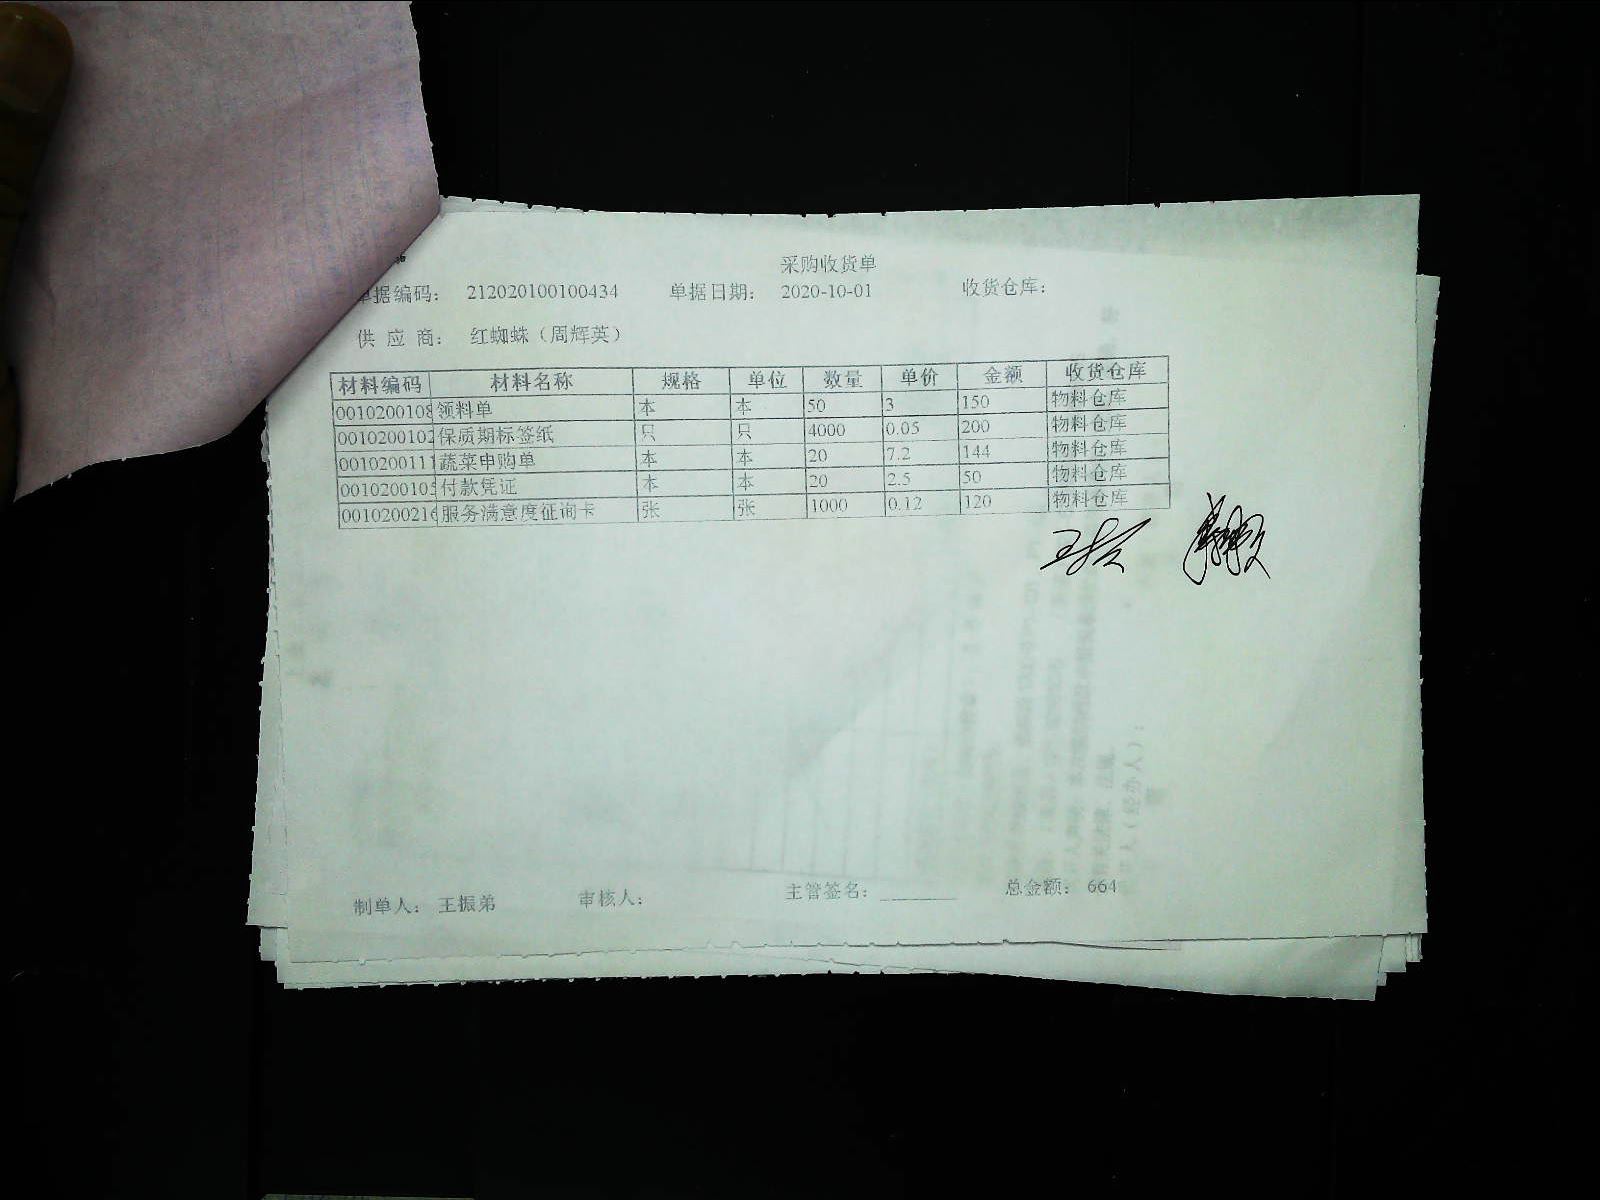 采购收货单
单据编码： 212020100100434 单据日期： 2020-10-01 收货仓库：
供 应 商： 红蜘蛛（周辉英）
材料编码 材料名称 规格 单位 数量 单价 金额 收货仓库
0010200108 领料单 本 本 50 3 150 物料仓库
0010200102 保质期标签纸 只 只 4000 0.05 200 物料仓库
0010200111 蔬菜申购单 本 本 20 7.2 144 物料仓库
0010200105 付款凭证 本 本 20 2.5 50 物料仓库
0010200216 服务满意度征询卡 张 张 1000 0.12 120 物料仓库
制单人： 王振弟 审核人： 主管签名： 总金额： 664